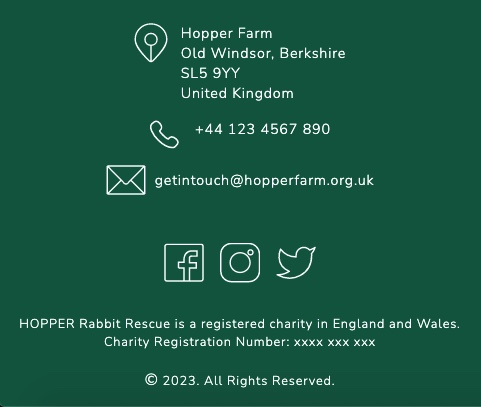 Hopper Farm
Old Windsor, Berkshire
SL5 9YY
United Kingdom
+44 123 4567 890
getintouch@hopperfarm.org.uk
HOPPER Rabbit Rescue is a registered charity in England and Wales.
Charity Registration Number: xxxx xxx xxx
© 2023. All Rights Reserved.